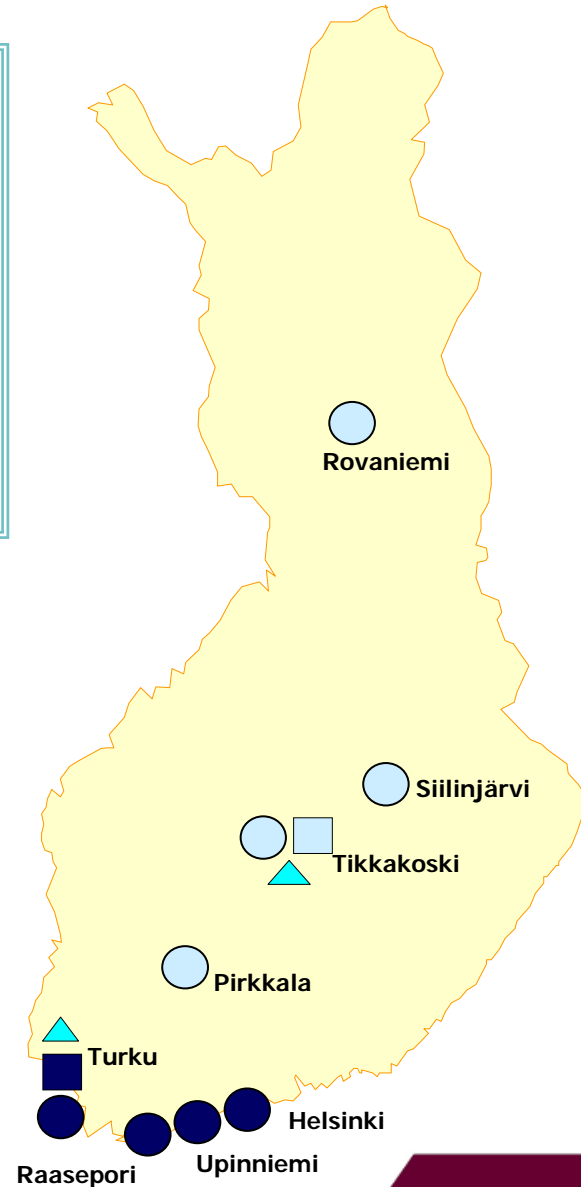 Rovaniemi
Siilinjärvi
Tikkakoski
Pirkkala
Turku
Helsinki
Upinniemi
Raasepori